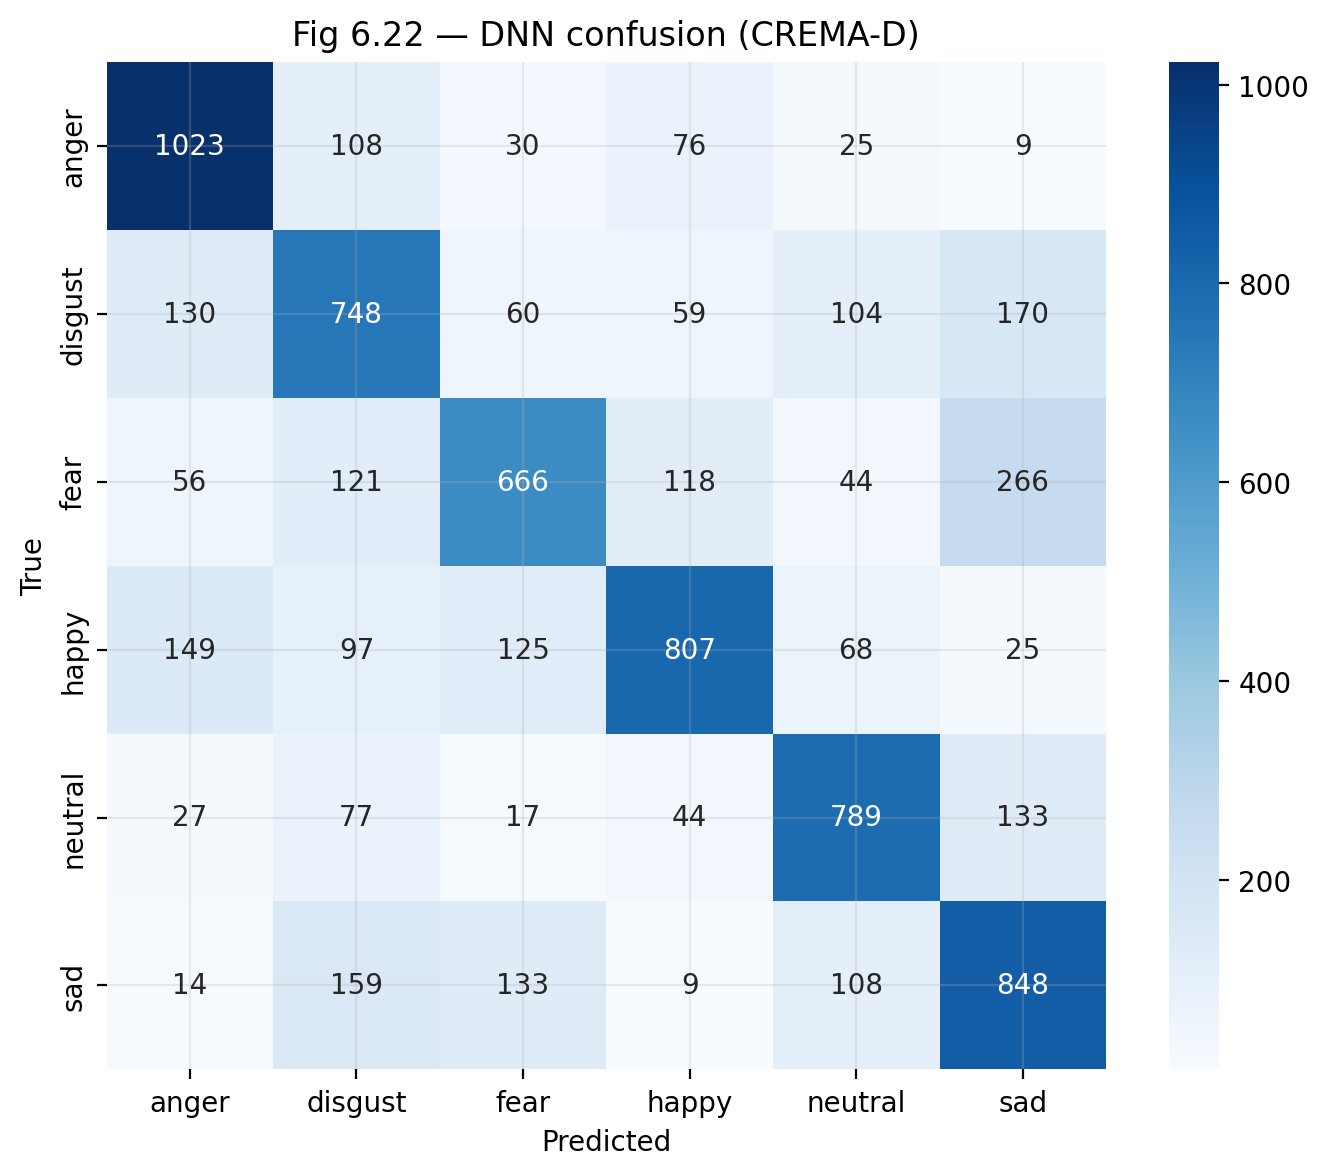 Fig 6.22 — DNN confusion (CREMA-D)
True
anger 1023 108 30 76 25 9
disgust 130 748 60 59 104 170
fear 56 121 666 118 44 266
happy 149 97 125 807 68 25
neutral 27 77 17 44 789 133
sad 14 159 133 9 108 848
anger disgust fear happy neutral sad
Predicted
1000
800
600
400
200